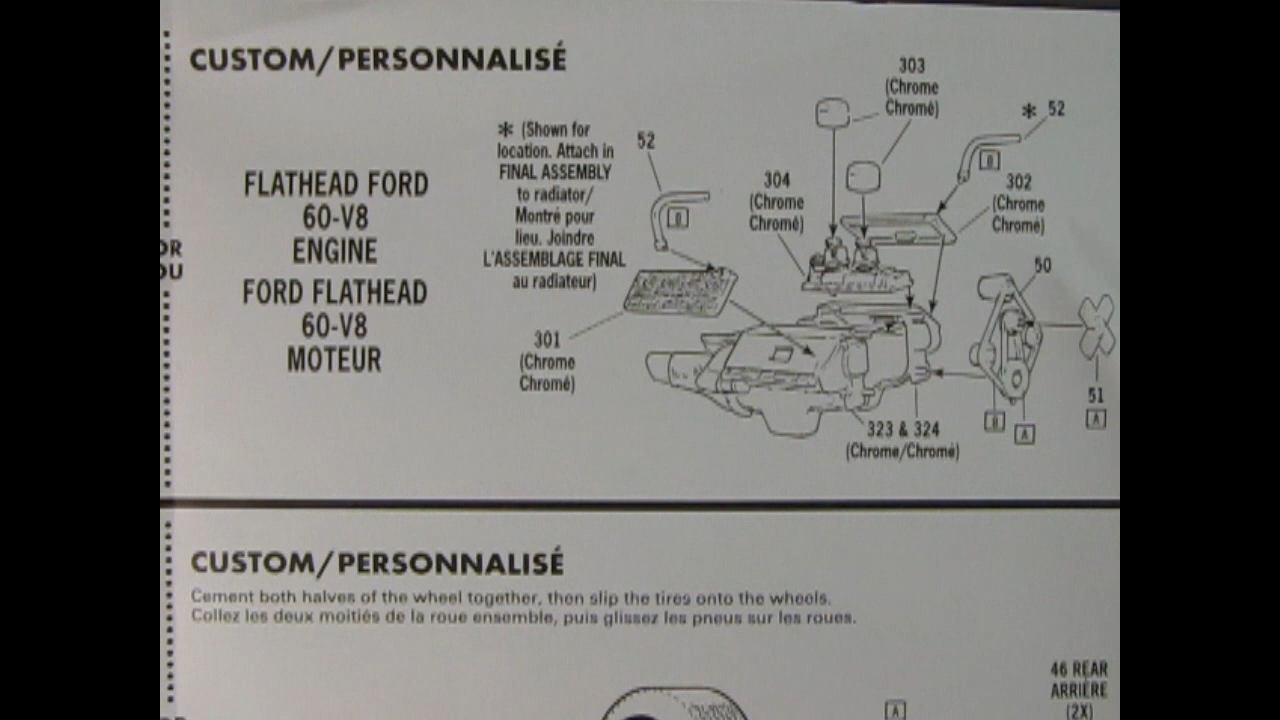 CUSTOM/PERSONNALISÉ
FLATHEAD FORD
60-V8
ENGINE
FORD FLATHEAD
60-V8
MOTEUR
* (Shown for
location. Attach in
FINAL ASSEMBLY
to radiator/
Montré pour
lieu. Joindre
L'ASSEMBLAGE FINAL
au radiateur)
52
B
301
(Chrome
Chromé)
304
(Chrome
Chromé)
303
(Chrome
Chromé)
* 52
B
302
(Chrome
Chromé)
50
51
A
B
A
323 & 324
(Chrome/Chromé)
OR
OU
CUSTOM/PERSONNALISÉ
Cement both halves of the wheel together, then slip the tires onto the wheels.
Collez les deux moitiés de la roue ensemble, puis glissez les pneus sur les roues.
46 REAR
ARRIÈRE
(2X)
A